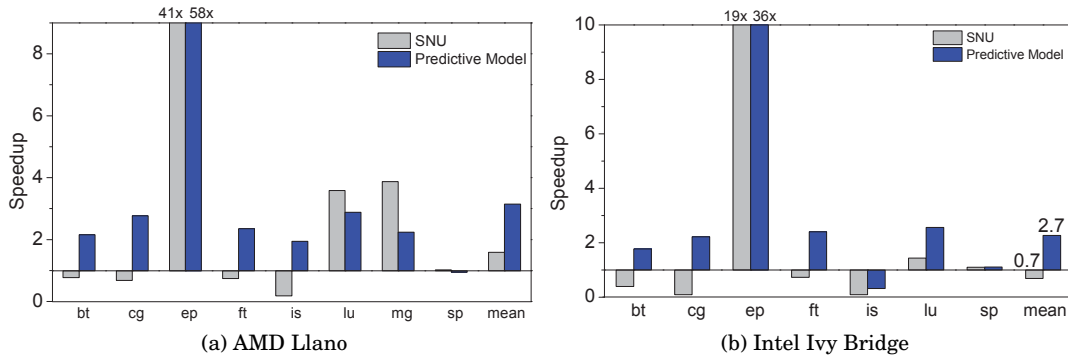 41x 58x
SNU
Predictive Model
8
6
4
2
0
Speedup
bt cg ep ft is lu mg sp mean
(a) AMD Llano
19x 36x
SNU
Predictive Model
10
8
6
4
2
0
Speedup
2.7
0.7
bt cg ep ft is lu sp mean
(b) Intel Ivy Bridge